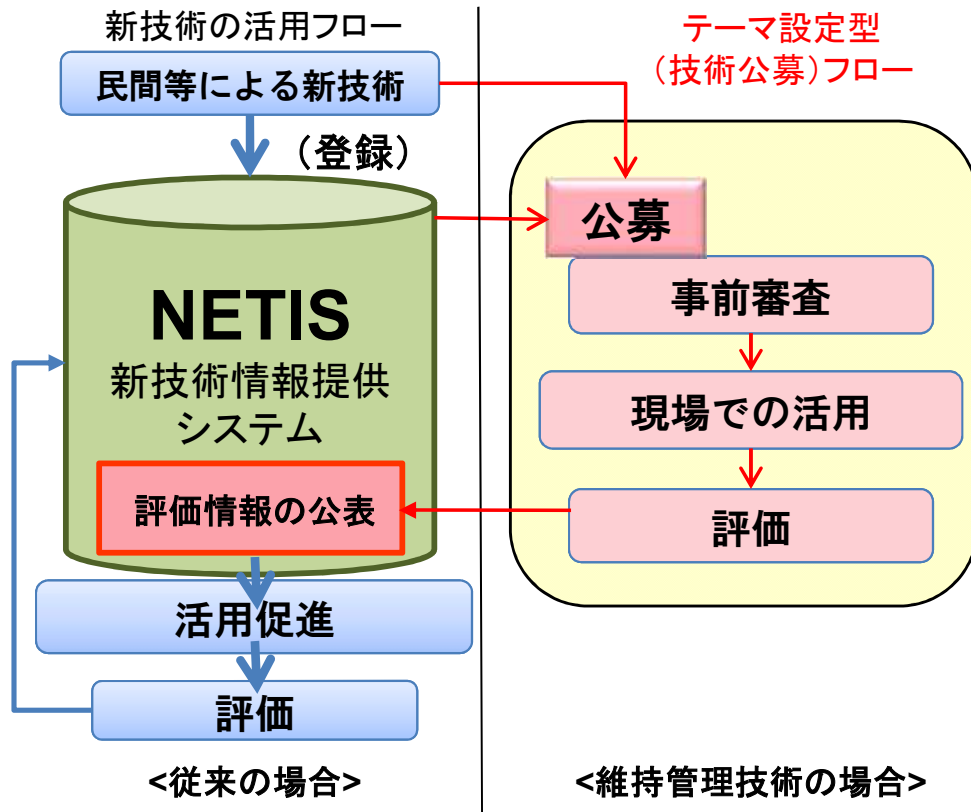 新技術の活用フロー
民間等による新技術
（登録）
NETIS
新技術情報提供
システム
評価情報の公表
活用促進
評価
<従来の場合>
テーマ設定型
（技術公募）フロー
公募
事前審査
現場での活用
評価
<維持管理技術の場合>